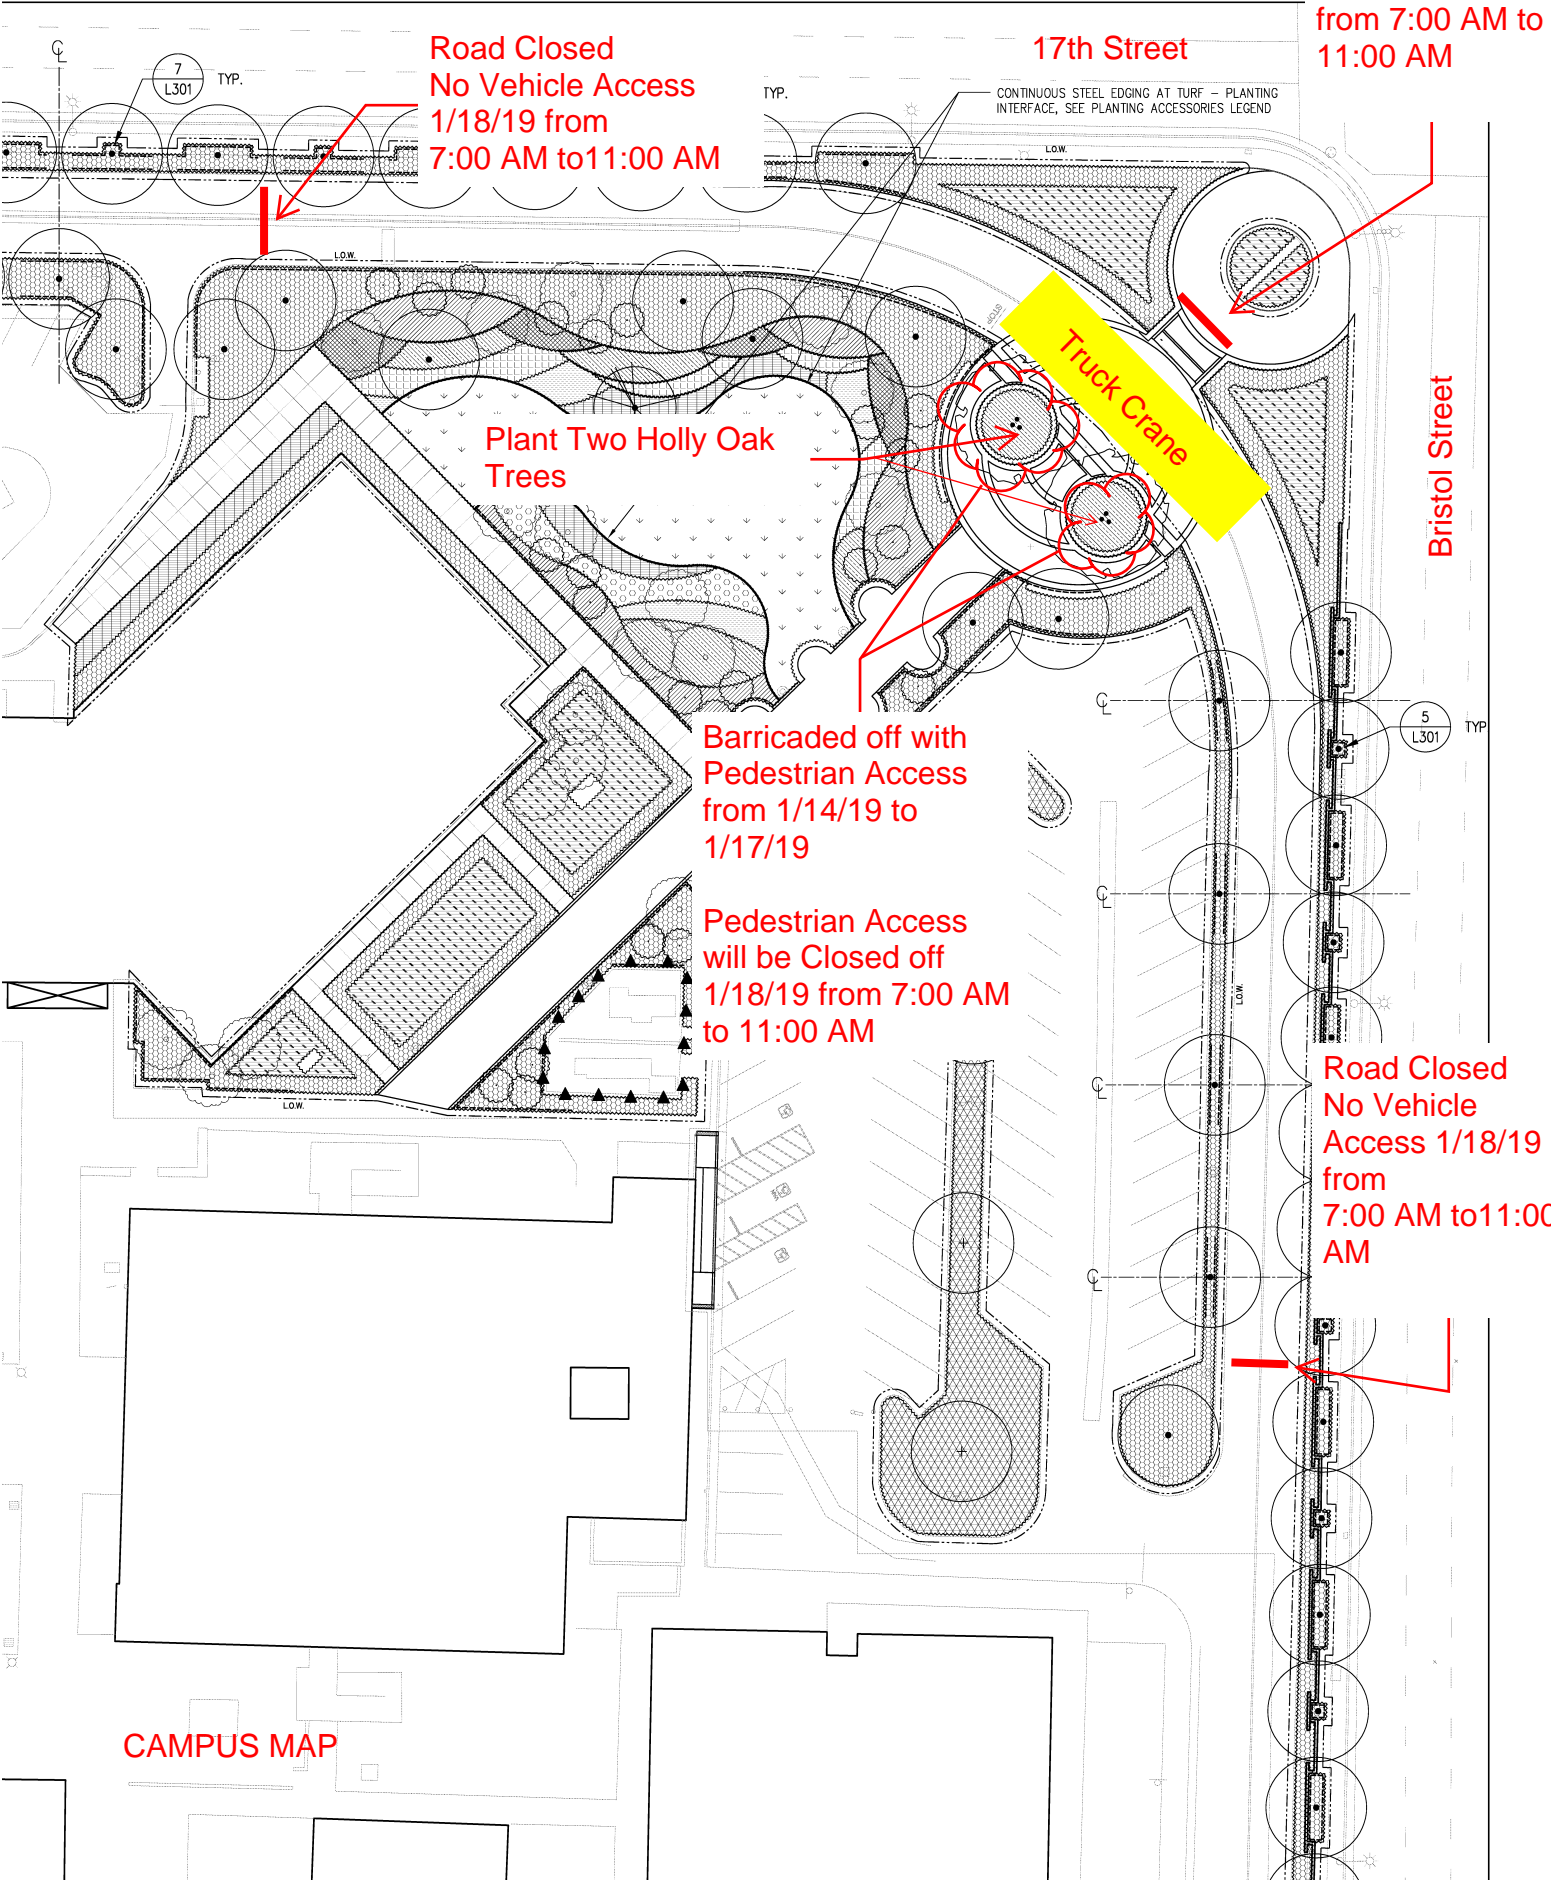 from 7:00 AM to
11:00 AM
17th Street
Road Closed
No Vehicle Access
1/18/19 from
7:00 AM to11:00 AM
℄
7
L301
TYP.
TYP.
CONTINUOUS STEEL EDGING AT TURF – PLANTING
INTERFACE, SEE PLANTING ACCESSORIES LEGEND
L.O.W.
L.O.W.
STOP
Truck Crane
Bristol Street
Plant Two Holly Oak
Trees
℄
5
L301
TYP
Barricaded off with
Pedestrian Access
from 1/14/19 to
1/17/19
Pedestrian Access
will be Closed off
1/18/19 from 7:00 AM
to 11:00 AM
℄
L.O.W.
℄
L.O.W.
Road Closed
No Vehicle
Access 1/18/19
from
7:00 AM to11:00
AM
℄
CAMPUS MAP